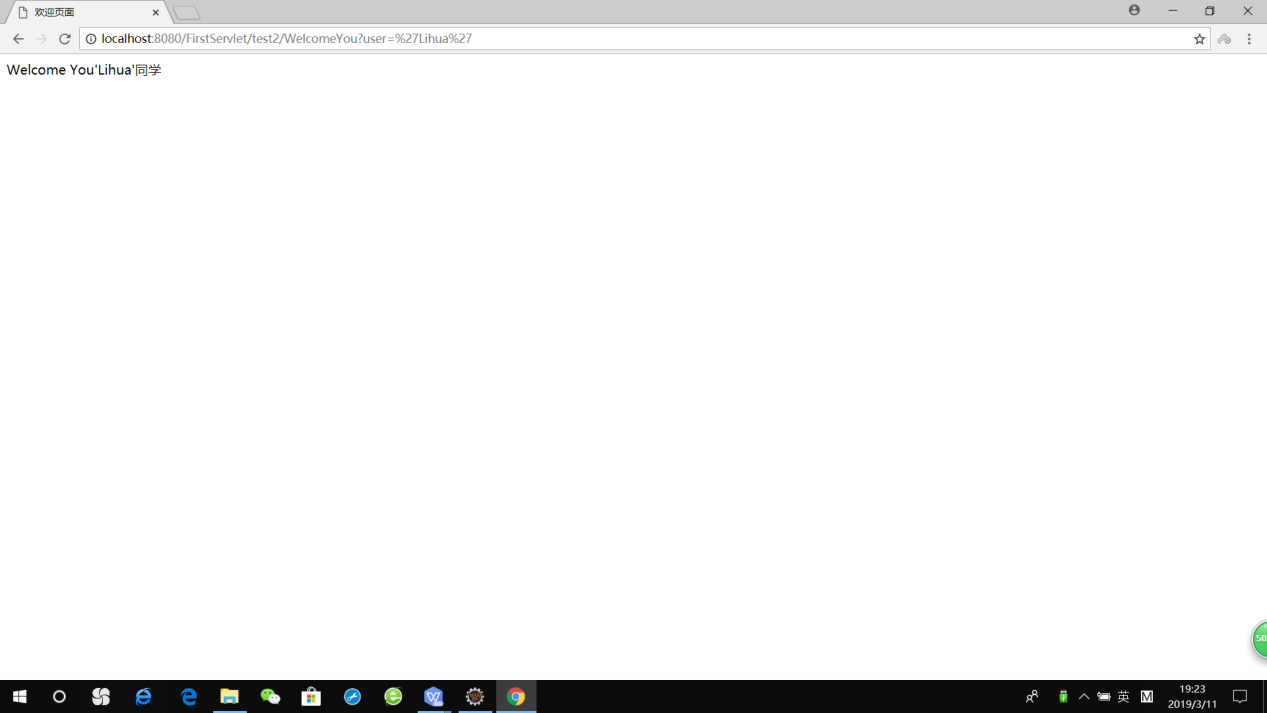 欢迎页面
localhost:8080/FirstServlet/test2/WelcomeYou?user=%27Lihua%27
Welcome You'Lihua'同学
50
英
M
19:23
2019/3/11